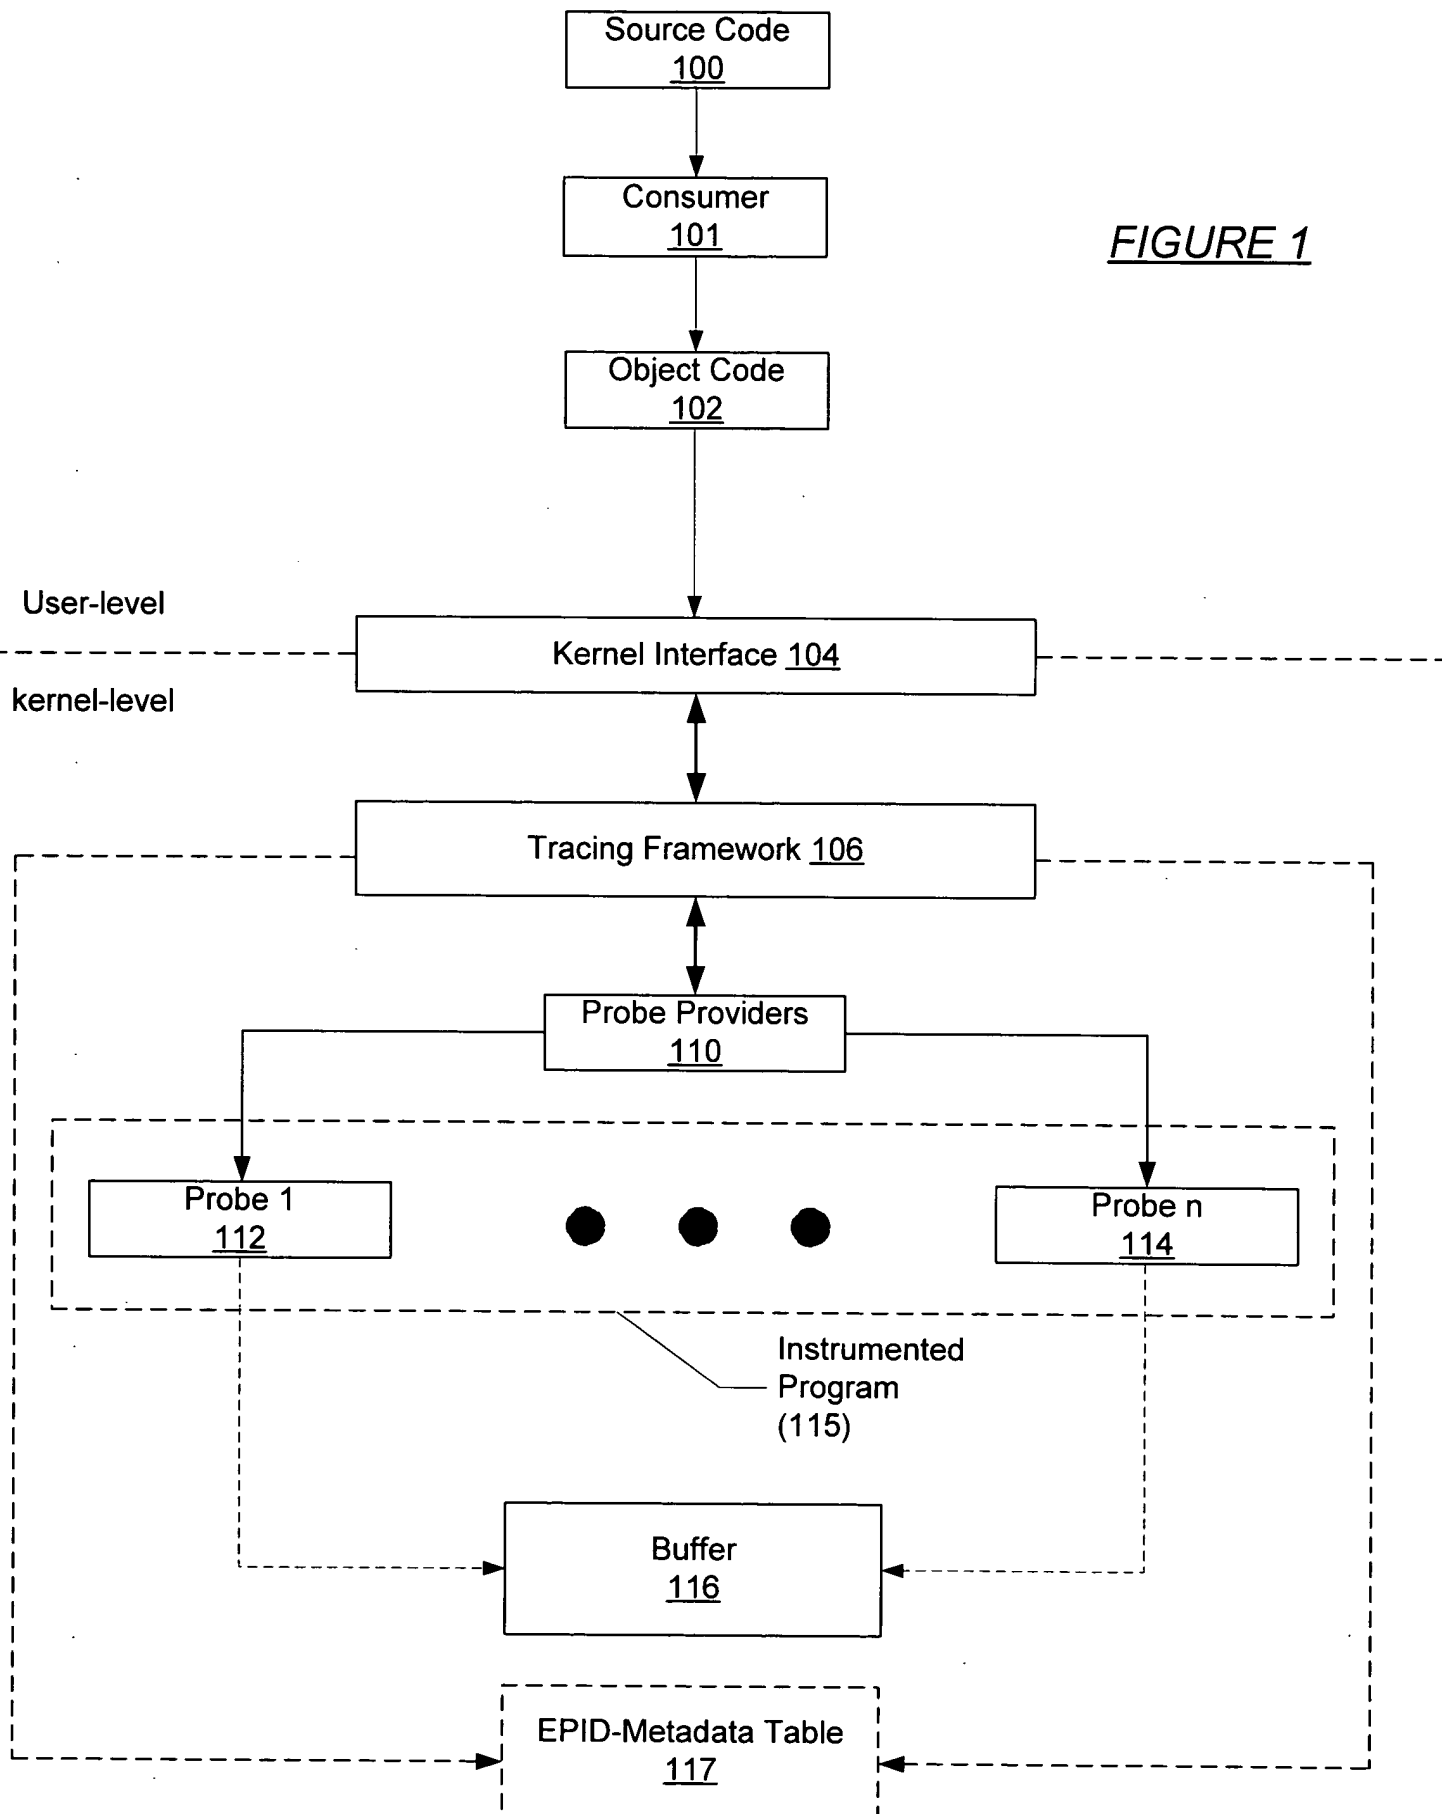 Source Code
100
Consumer
101
FIGURE 1
Object Code
102
User-level
Kernel Interface 104
kernel-level
Tracing Framework 106
Probe Providers
110
Probe 1
112
Probe n
114
Instrumented
Program
(115)
Buffer
116
EPID-Metadata Table
117